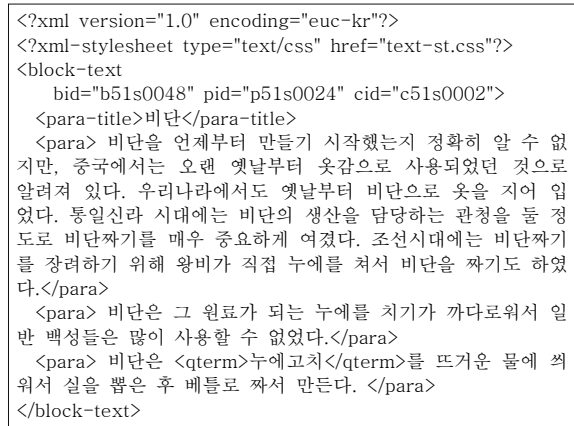 <?xml version="1.0" encoding="euc-kr"?>
<?xml-stylesheet type="text/css" href="text-st.css"?>
<block-text
bid="b51s0048" pid="p51s0024" cid="c51s0002">
<para-title>비단</para-title>
<para> 비단을 언제부터 만들기 시작했는지 정확히 알 수 없
지만, 중국에서는 오랜 옛날부터 옷감으로 사용되었던 것으로
알려져 있다. 우리나라에서도 옛날부터 비단으로 옷을 지어 입
었다. 통일신라 시대에는 비단의 생산을 담당하는 관청을 둘 정
도로 비단짜기를 매우 중요하게 여겼다. 조선시대에는 비단짜기
를 장려하기 위해 왕비가 직접 누에를 쳐서 비단을 짜기도 하였
다.</para>
<para> 비단은 그 원료가 되는 누에를 치기가 까다로워서 일
반 백성들은 많이 사용할 수 없었다.</para>
<para> 비단은 <qterm>누에고치</qterm>를 뜨거운 물에 씌
워서 실을 뽑은 후 베틀로 짜서 만든다. </para>
</block-text>